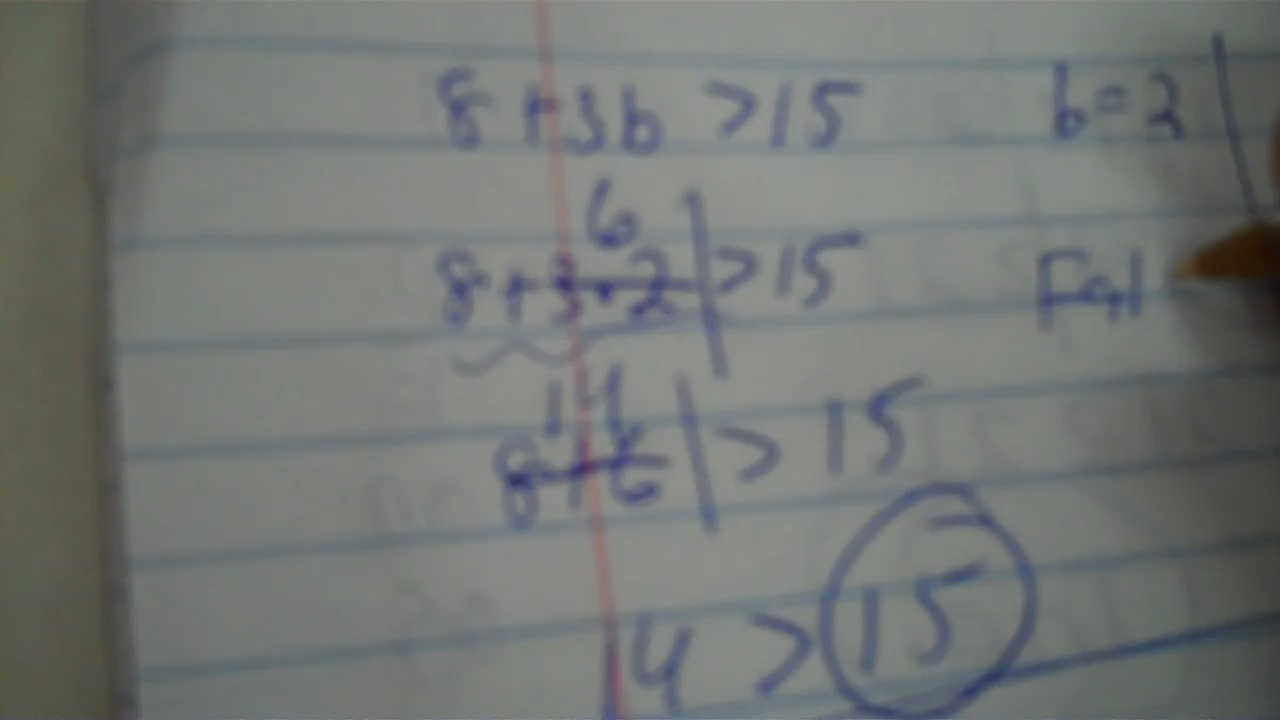 8 + 3b > 15 b = 2
6
8 + 3 · 2 > 15 Fal
14
8 + 6 > 15
14 > 15